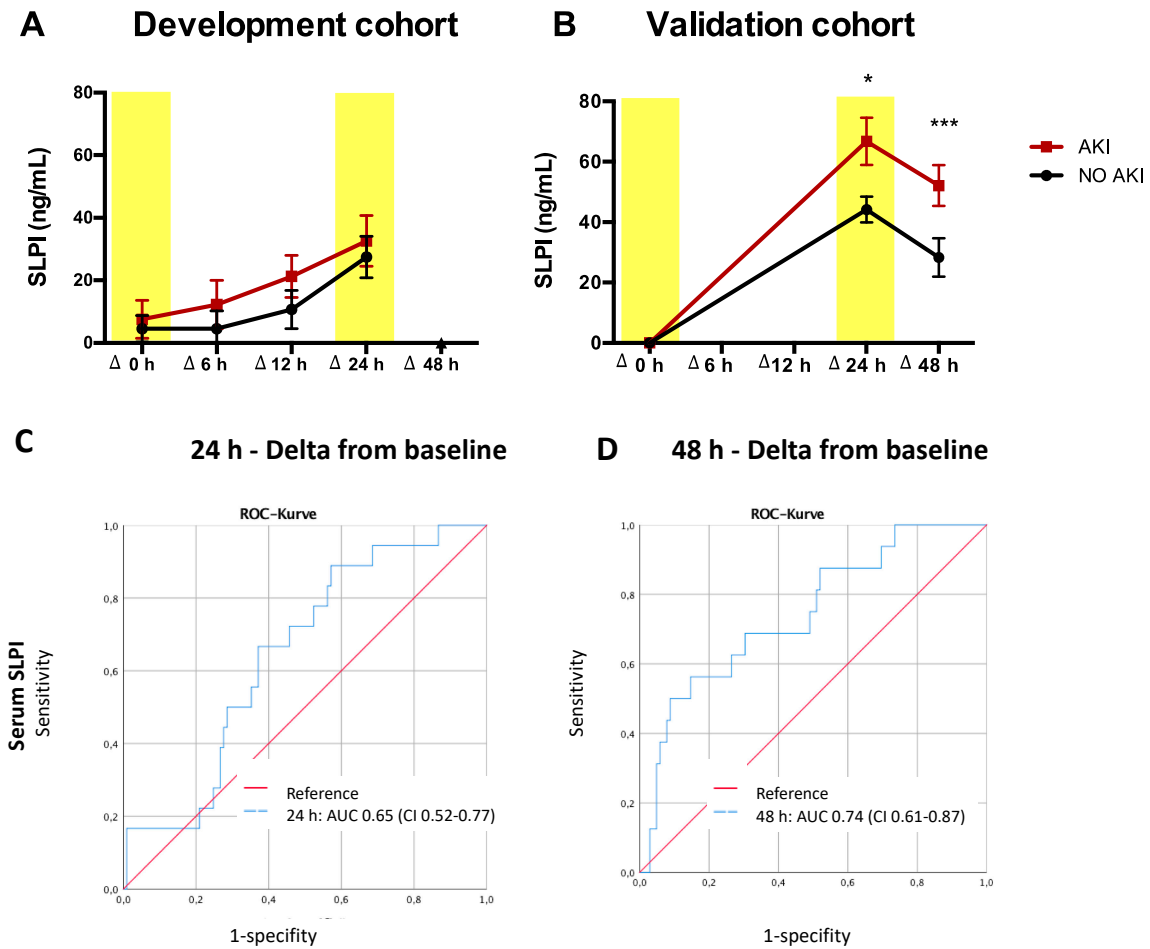 A Development cohort
B Validation cohort
SLPI (ng/mL)
80
60
40
20
0
Δ 0 h Δ 6 h Δ 12 h Δ 24 h Δ 48 h
SLPI (ng/mL)
80
60
40
20
0
*
***
Δ 0 h Δ 6 h Δ 12 h Δ 24 h Δ 48 h
AKI
NO AKI
C 24 h - Delta from baseline
D 48 h - Delta from baseline
Serum SLPI
ROC-Kurve
Sensitivity
1,0
0,8
0,6
0,4
0,2
0,0
Reference
24 h: AUC 0.65 (CI 0.52-0.77)
0,0 0,2 0,4 0,6 0,8 1,0
1-specifity
ROC-Kurve
Sensitivity
1,0
0,8
0,6
0,4
0,2
0,0
Reference
48 h: AUC 0.74 (CI 0.61-0.87)
0,0 0,2 0,4 0,6 0,8 1,0
1-specifity